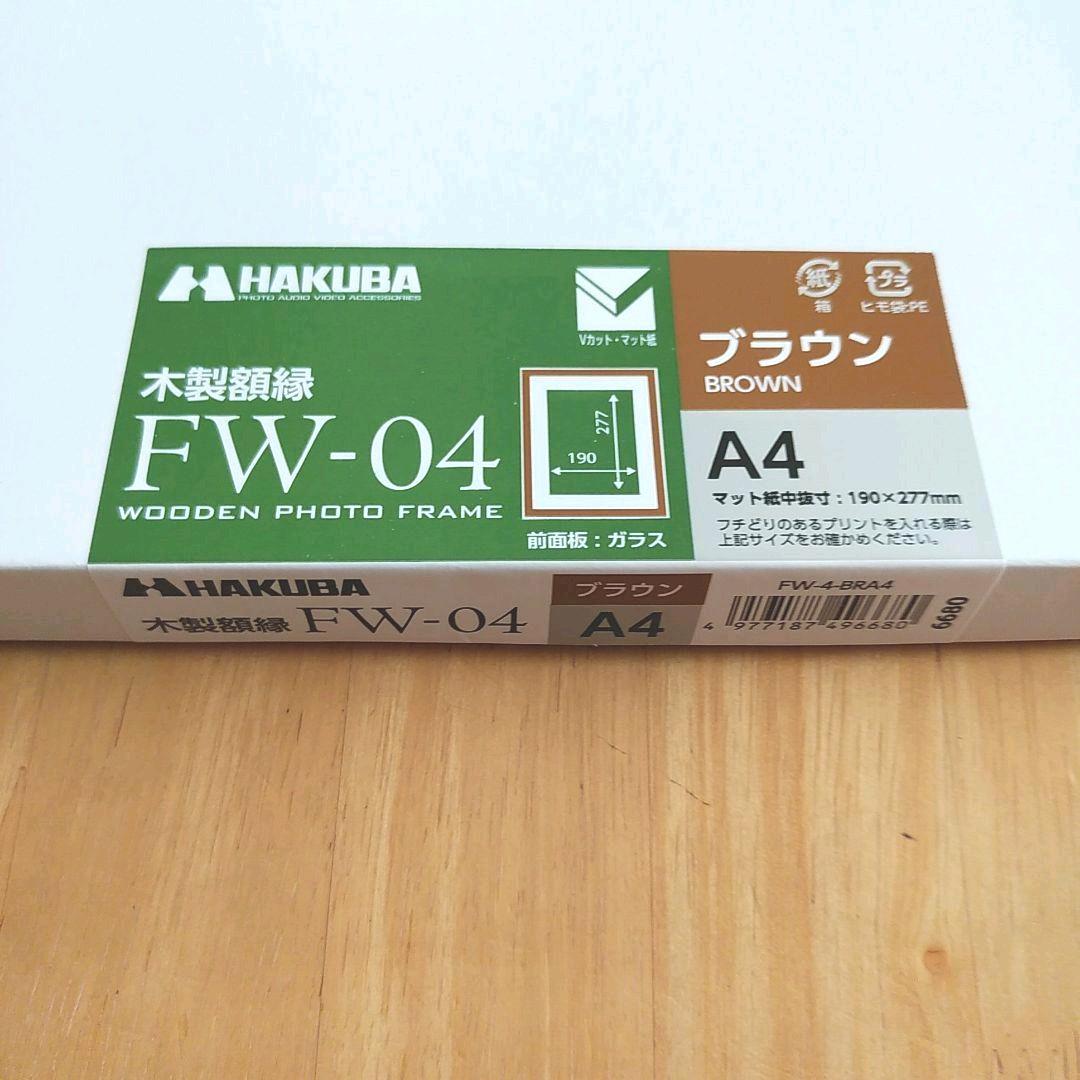 HAKUBA
PHOTO AUDIO VIDEO ACCESSORIES
Vカット・マット紙
木製額縁
FW-04
WOODEN PHOTO FRAME
277
190
前面板：ガラス
紙
箱
プラ
ヒモ袋:PE
ブラウン
BROWN
A4
マット紙中抜寸：190×277mm
フチどりのあるプリントを入れる際は
上記サイズをお確かめください。
HAKUBA
木製額縁 FW-04
ブラウン
A4
FW-4-BRA4
4 977187 496680
6680